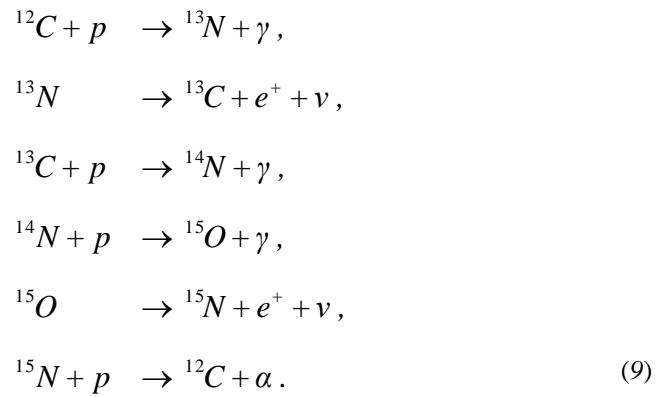 ¹²C + p → ¹³N + γ ,
¹³N → ¹³C + e⁺ + ν ,
¹³C + p → ¹⁴N + γ ,
¹⁴N + p → ¹⁵O + γ ,
¹⁵O → ¹⁵N + e⁺ + ν ,
¹⁵N + p → ¹²C + α . (9)